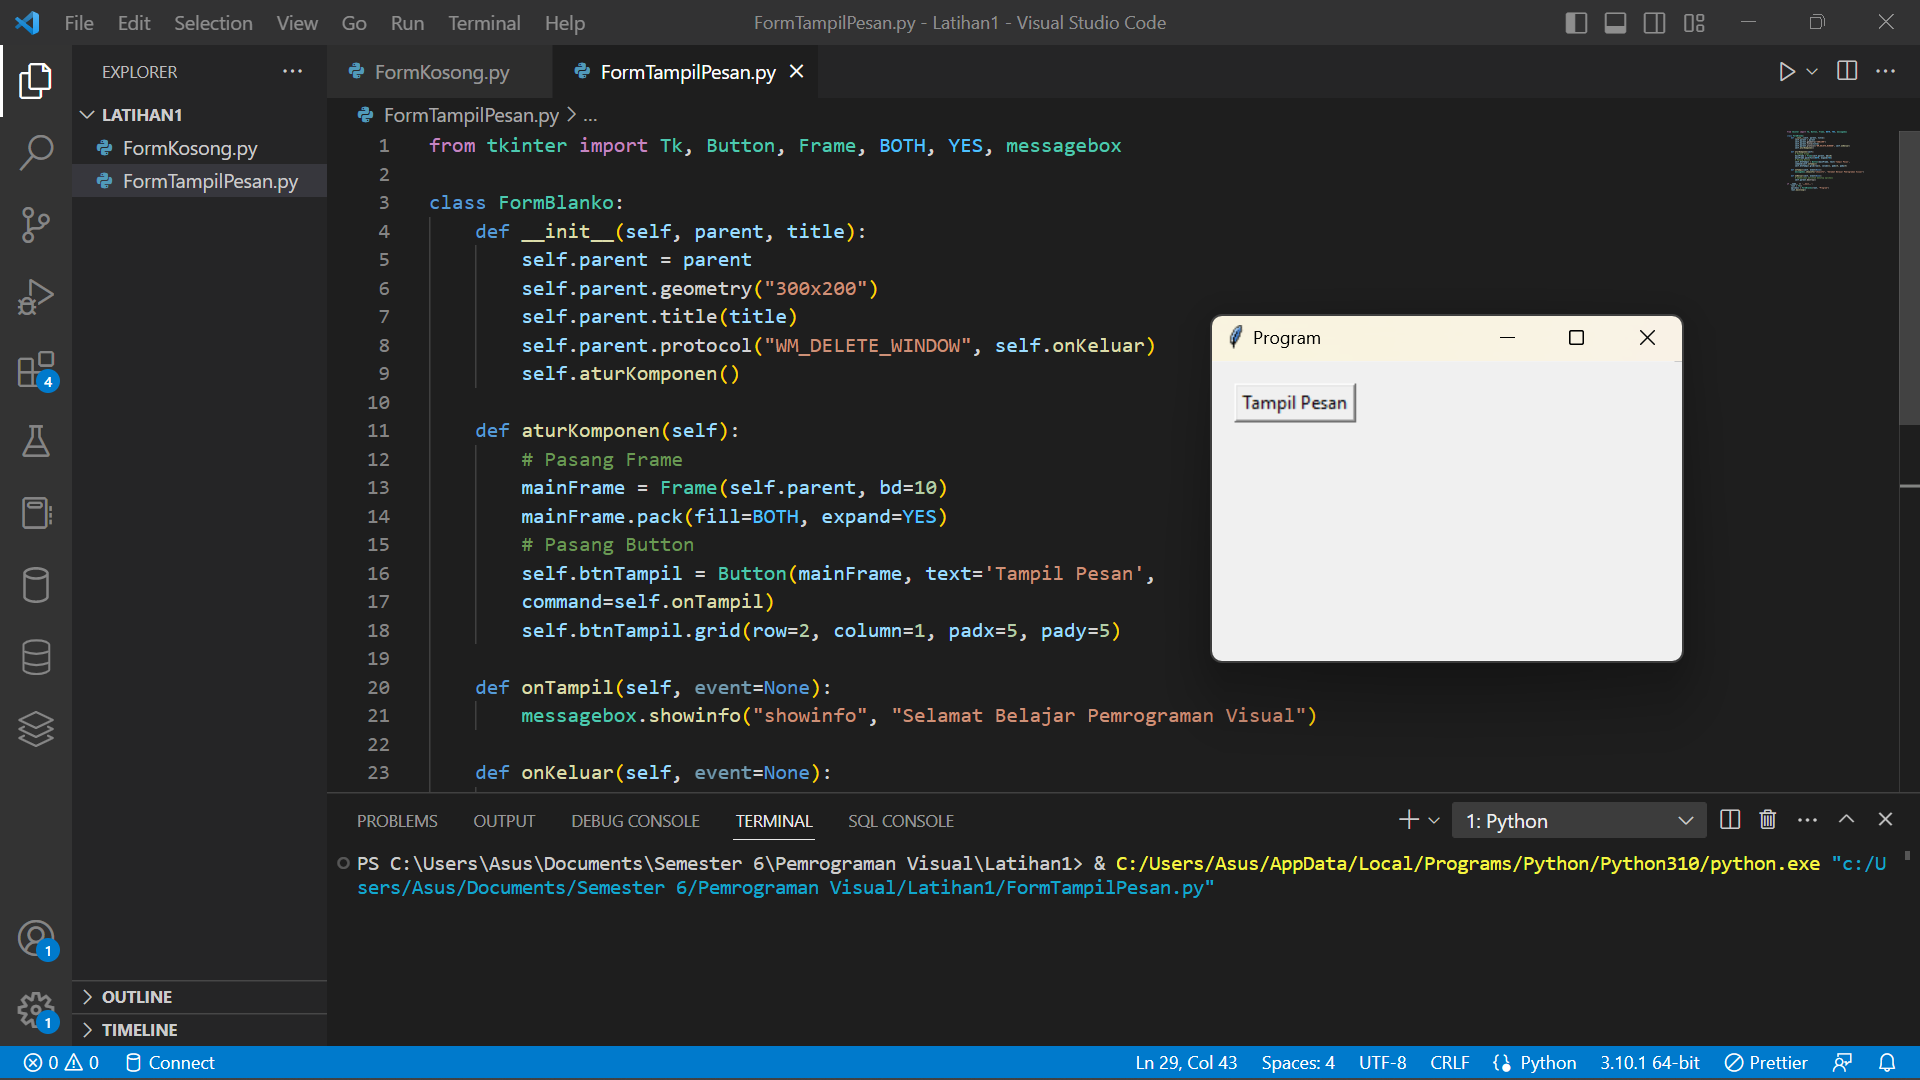 File Edit Selection View Go Run Terminal Help
FormTampilPesan.py - Latihan1 - Visual Studio Code
EXPLORER
LATIHAN1
FormKosong.py
FormTampilPesan.py
OUTLINE
TIMELINE
4
1
1
FormKosong.py
FormTampilPesan.py
FormTampilPesan.py > ...
1 from tkinter import Tk, Button, Frame, BOTH, YES, messagebox
2
3 class FormBlanko:
4 def __init__(self, parent, title):
5 self.parent = parent
6 self.parent.geometry("300x200")
7 self.parent.title(title)
8 self.parent.protocol("WM_DELETE_WINDOW", self.onKeluar)
9 self.aturKomponen()
10
11 def aturKomponen(self):
12 # Pasang Frame
13 mainFrame = Frame(self.parent, bd=10)
14 mainFrame.pack(fill=BOTH, expand=YES)
15 # Pasang Button
16 self.btnTampil = Button(mainFrame, text='Tampil Pesan',
17 command=self.onTampil)
18 self.btnTampil.grid(row=2, column=1, padx=5, pady=5)
19
20 def onTampil(self, event=None):
21 messagebox.showinfo("showinfo", "Selamat Belajar Pemrograman Visual")
22
23 def onKeluar(self, event=None):
Program
Tampil Pesan
PROBLEMS OUTPUT DEBUG CONSOLE TERMINAL SQL CONSOLE
1: Python
PS C:\Users\Asus\Documents\Semester 6\Pemrograman Visual\Latihan1> & C:/Users/Asus/AppData/Local/Programs/Python/Python310/python.exe "c:/U
sers/Asus/Documents/Semester 6/Pemrograman Visual/Latihan1/FormTampilPesan.py"
0 0 Connect
Ln 29, Col 43 Spaces: 4 UTF-8 CRLF Python 3.10.1 64-bit Prettier